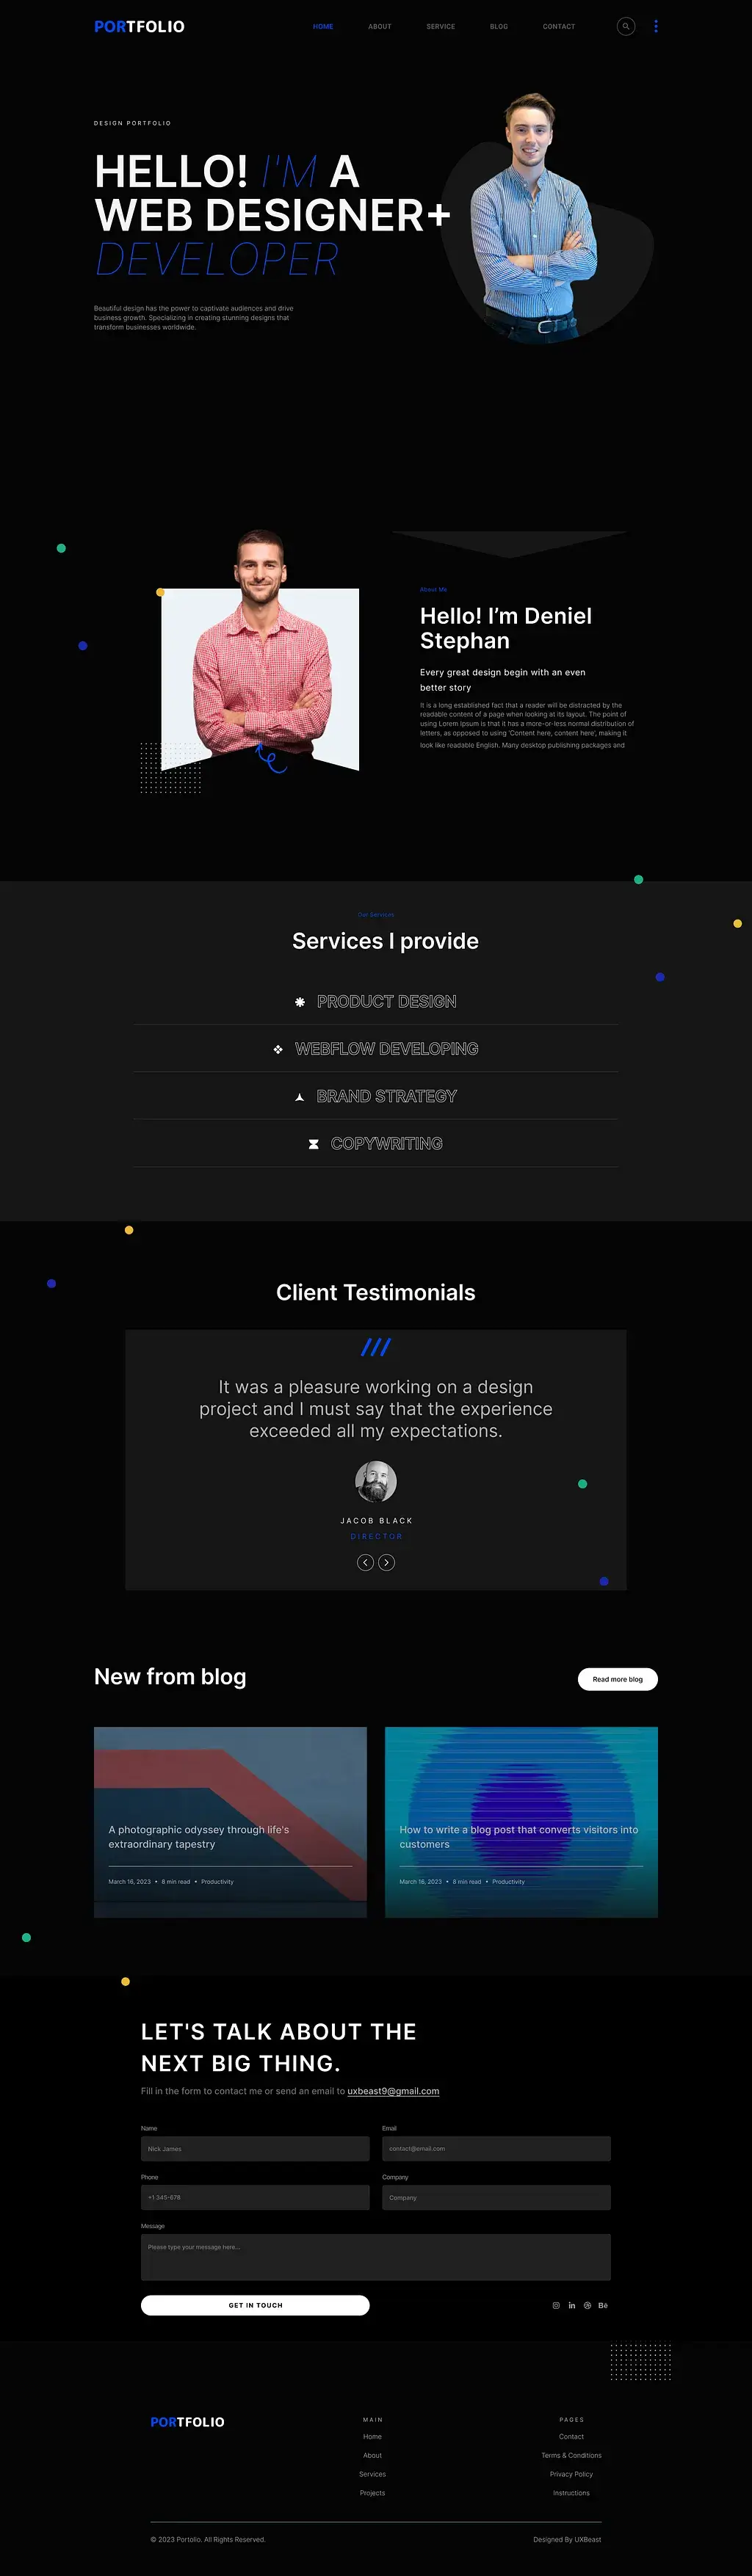 PORTFOLIO
HOME ABOUT SERVICE BLOG CONTACT
DESIGN PORTFOLIO
HELLO! I'M A
WEB DESIGNER+
DEVELOPER
Beautiful design has the power to captivate audiences and drive
business growth. Specializing in creating stunning designs that
transform businesses worldwide.
About Me
Hello! I'm Deniel
Stephan
Every great design begin with an even
better story
It is a long established fact that a reader will be distracted by the
readable content of a page when looking at its layout. The point of
using Lorem Ipsum is that it has a more-or-less normal distribution of
letters, as opposed to using 'Content here, content here', making it
look like readable English. Many desktop publishing packages and
Our Services
Services I provide
PRODUCT DESIGN
WEBFLOW DEVELOPING
BRAND STRATEGY
COPYWRITING
Client Testimonials
It was a pleasure working on a design
project and I must say that the experience
exceeded all my expectations.
JACOB BLACK
DIRECTOR
New from blog
Read more blog
A photographic odyssey through life's
extraordinary tapestry
March 16, 2023 • 8 min read • Productivity
How to write a blog post that converts visitors into
customers
March 16, 2023 • 8 min read • Productivity
LET'S TALK ABOUT THE
NEXT BIG THING.
Fill in the form to contact me or send an email to uxbeast9@gmail.com
Name Email
Nick James contact@email.com
Phone Company
+1 345-678 Company
Message
Please type your message here...
GET IN TOUCH
in Bē
PORTFOLIO
MAIN
Home
About
Services
Projects
PAGES
Contact
Terms & Conditions
Privacy Policy
Instructions
© 2023 Portolio. All Rights Reserved. Designed By UXBeast